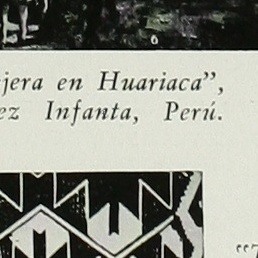 jera en Huariaca”,
ez Infanta, Perú.
“